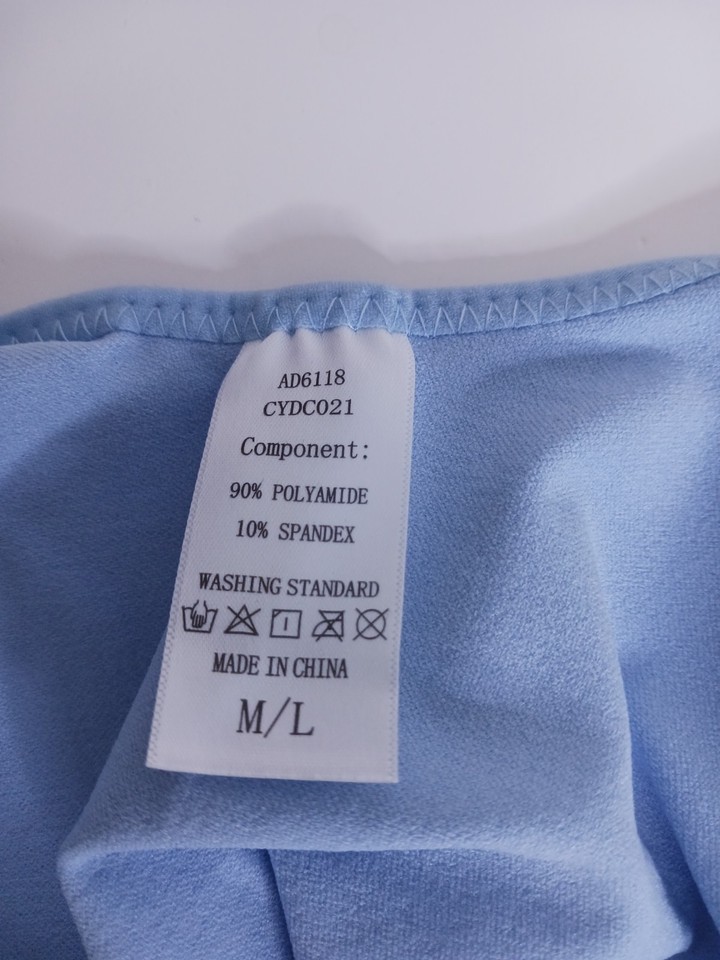 AD6118
CYDC021
Component:
90% POLYAMIDE
10% SPANDEX
WASHING STANDARD
MADE IN CHINA
M/L